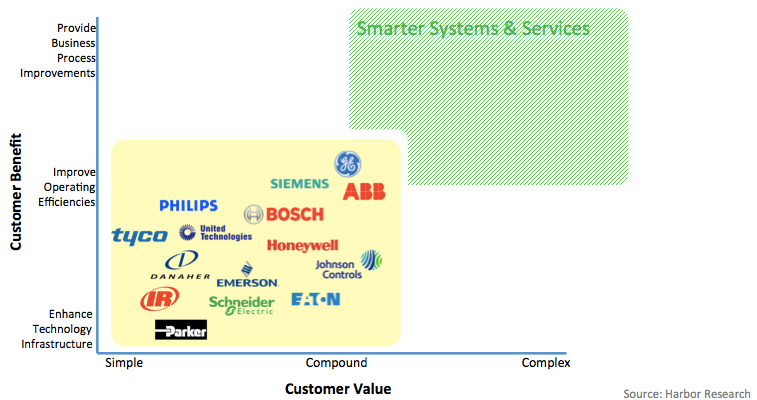 Provide
Business
Process
Improvements
Smarter Systems & Services
Customer Benefit
Improve
Operating
Efficiencies
GE
SIEMENS
ABB
PHILIPS
BOSCH
tyco
United
Technologies
Honeywell
DANAHER
EMERSON
Johnson
Controls
IR
Schneider
Electric
EATON
Parker
Enhance
Technology
Infrastructure
Simple
Compound
Complex
Customer Value
Source: Harbor Research